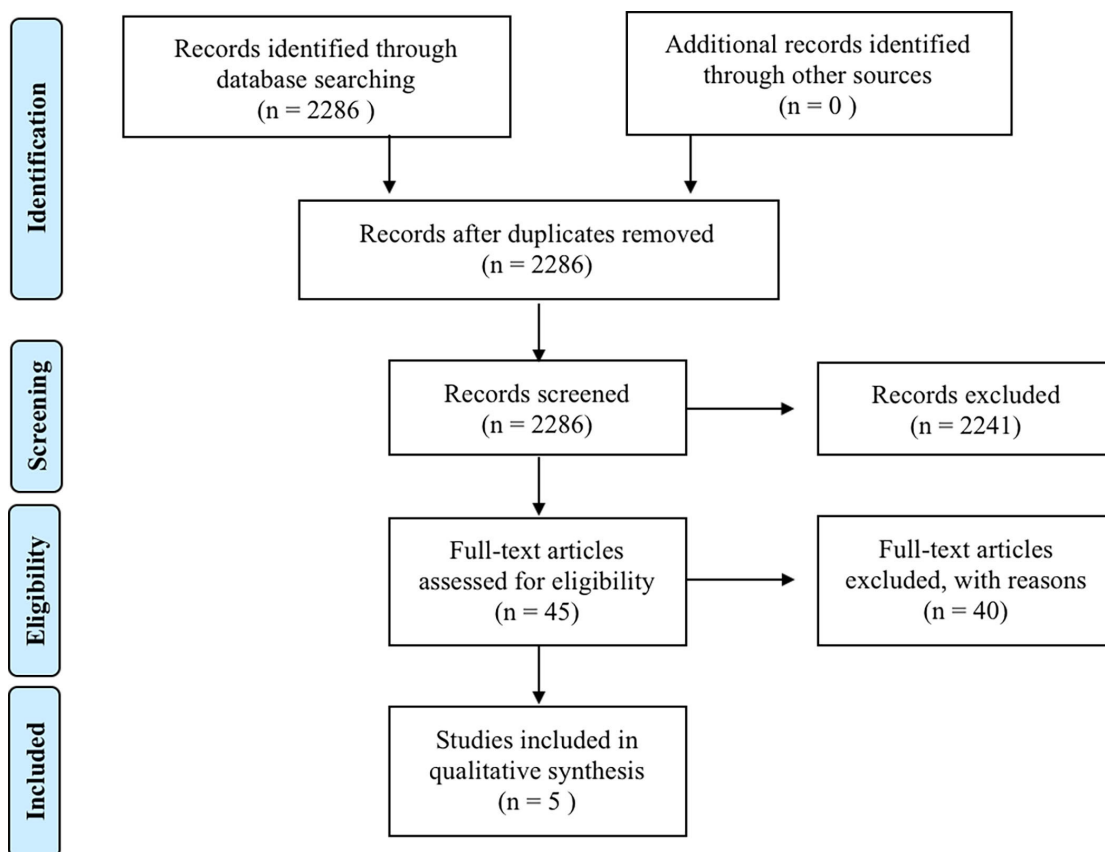 Identification
Records identified through
database searching
(n = 2286 )
Additional records identified
through other sources
(n = 0 )
Records after duplicates removed
(n = 2286)
Screening
Records screened
(n = 2286)
Records excluded
(n = 2241)
Eligibility
Full-text articles
assessed for eligibility
(n = 45)
Full-text articles
excluded, with reasons
(n = 40)
Included
Studies included in
qualitative synthesis
(n = 5 )